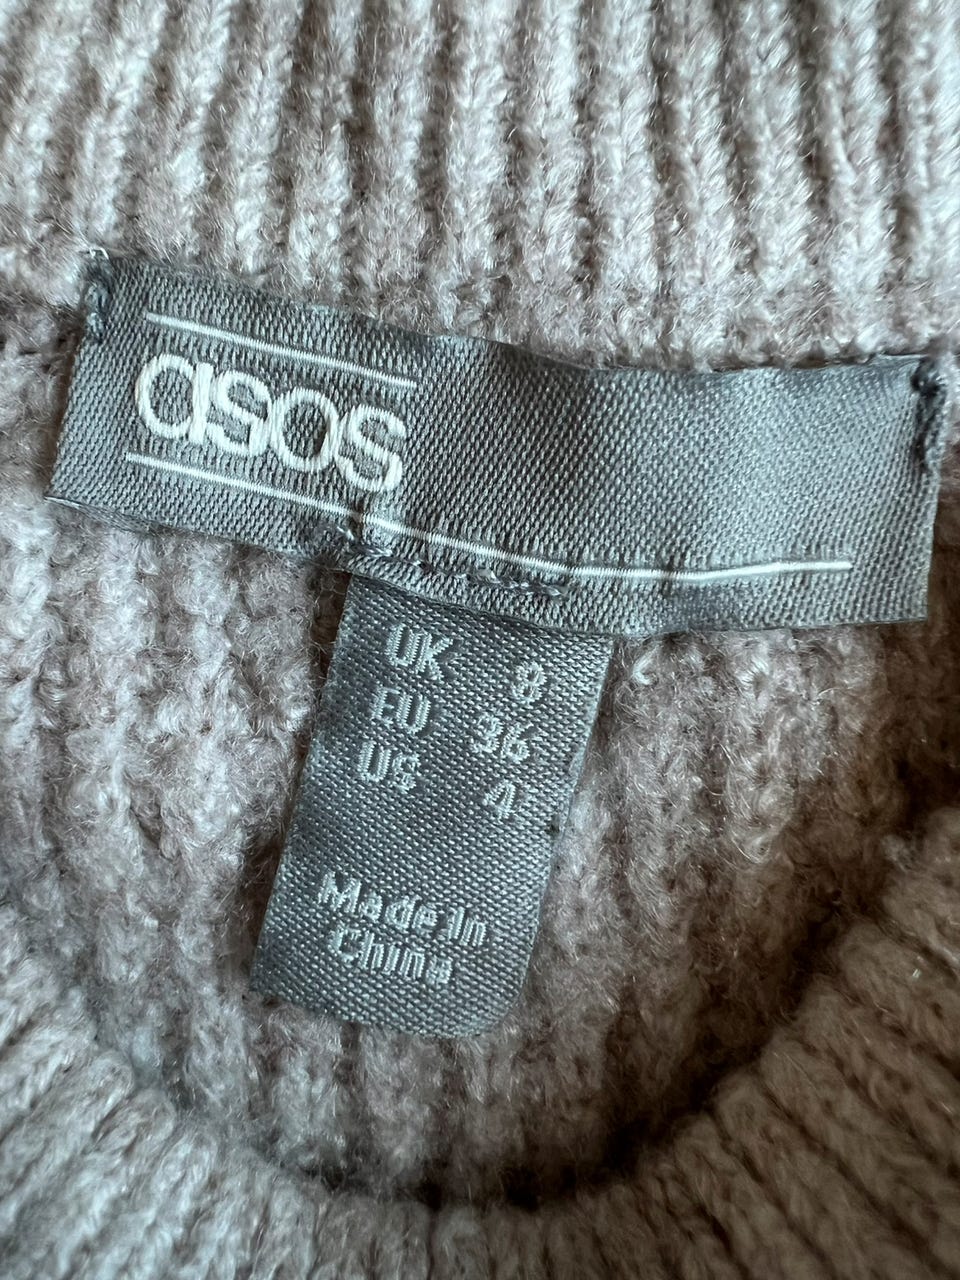 asos
UK 8
EU 36
US 4
Made in
China